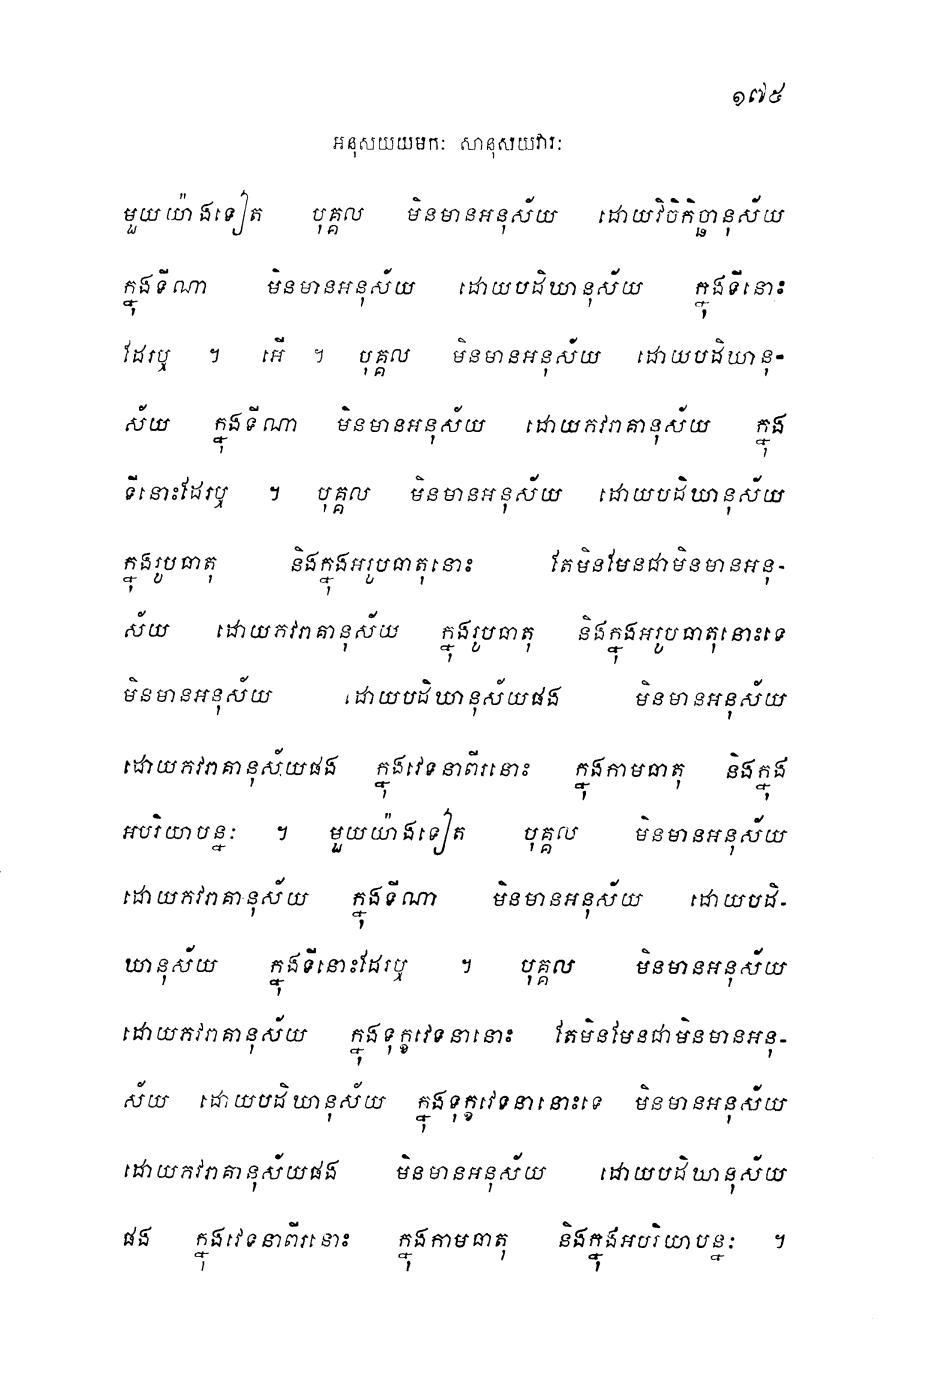 ១៧៥
អនុសយយមកៈ សានុសយវារៈ
មួយយ៉ាងទៀត បុគ្គល មិនមានអនុស័យ ដោយវិចិកិច្ឆានុស័យ
ក្នុងទីណា មិនមានអនុស័យ ដោយបដិឃានុស័យ ក្នុងទីនោះ
ដែរឬ ។ អើ ។ បុគ្គល មិនមានអនុស័យ ដោយបដិឃានុ-
ស័យ ក្នុងទីណា មិនមានអនុស័យ ដោយភវរាគានុស័យ ក្នុង
ទីនោះដែរឬ ។ បុគ្គល មិនមានអនុស័យ ដោយបដិឃានុស័យ
ក្នុងរូបធាតុ និងក្នុងអរូបធាតុនោះ តែមិនមែនជាមិនមានអនុ-
ស័យ ដោយភវរាគានុស័យ ក្នុងរូបធាតុ និងក្នុងអរូបធាតុនោះទេ
មិនមានអនុស័យ ដោយបដិឃានុស័យផង មិនមានអនុស័យ
ដោយភវរាគានុស័យផង ក្នុងវេទនាពីរនោះ ក្នុងកាមធាតុ និងក្នុង
អបរិយាបន្នៈ ។ មួយយ៉ាងទៀត បុគ្គល មិនមានអនុស័យ
ដោយភវរាគានុស័យ ក្នុងទីណា មិនមានអនុស័យ ដោយបដិ-
ឃានុស័យ ក្នុងទីនោះដែរឬ ។ បុគ្គល មិនមានអនុស័យ
ដោយភវរាគានុស័យ ក្នុងទុក្ខវេទនានោះ តែមិនមែនជាមិនមានអនុ-
ស័យ ដោយបដិឃានុស័យ ក្នុងទុក្ខវេទនានោះទេ មិនមានអនុស័យ
ដោយភវរាគានុស័យផង មិនមានអនុស័យ ដោយបដិឃានុស័យ
ផង ក្នុងវេទនាពីរនោះ ក្នុងកាមធាតុ និងក្នុងអបរិយាបន្នៈ ។